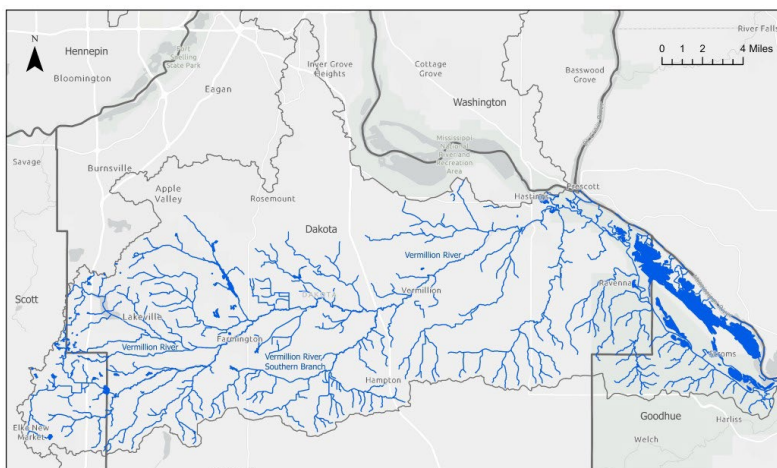 N
Hennepin
Bloomington
State Park
Eagan
Inver Grove
Heights
Cottage
Grove
River Falls
0 1 2 4 Miles
Basswood
Grove
Washington
Mississippi
National
River and
Recreation
Area
Savage
Burnsville
Apple
Valley
Rosemount
Hastings
Prescott
Dakota
Vermillion River
Scott
Vermillion
Ravenna
Lakeville
Vermillion River
Farmington
Vermillion River,
Southern Branch
Hampton
Elko New
Market
Goodhue
Harliss
Welch